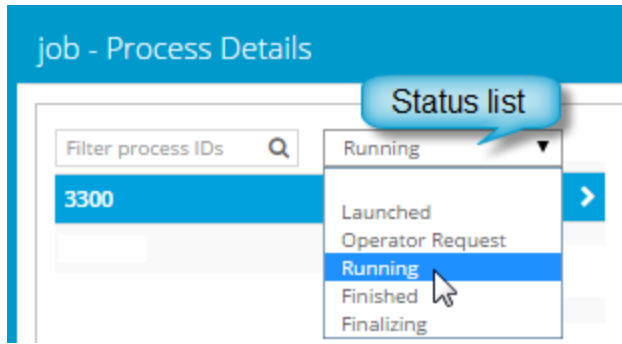 job - Process Details
Status list
Filter process IDs
Running
3300
Launched
Operator Request
Running
Finished
Finalizing